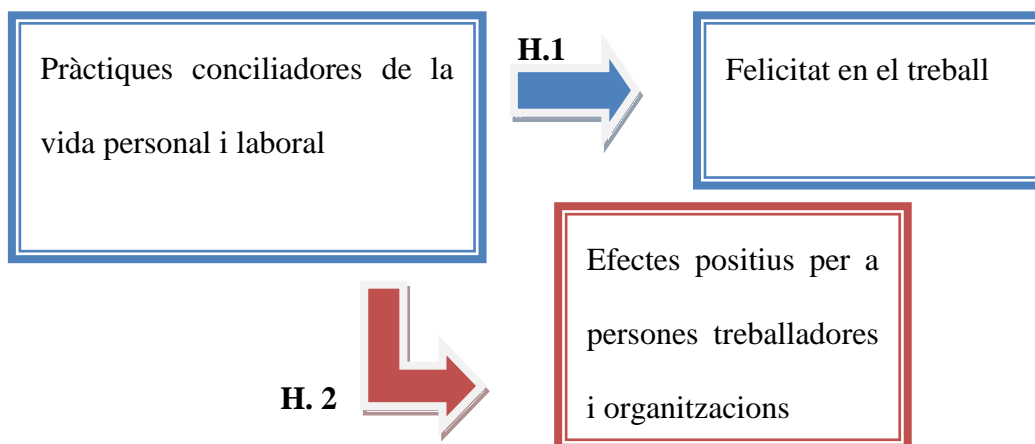 Pràctiques conciliadores de la
vida personal i laboral
H.1
Felicitat en el treball
Efectes positius per a
persones treballadores
i organitzacions
H. 2